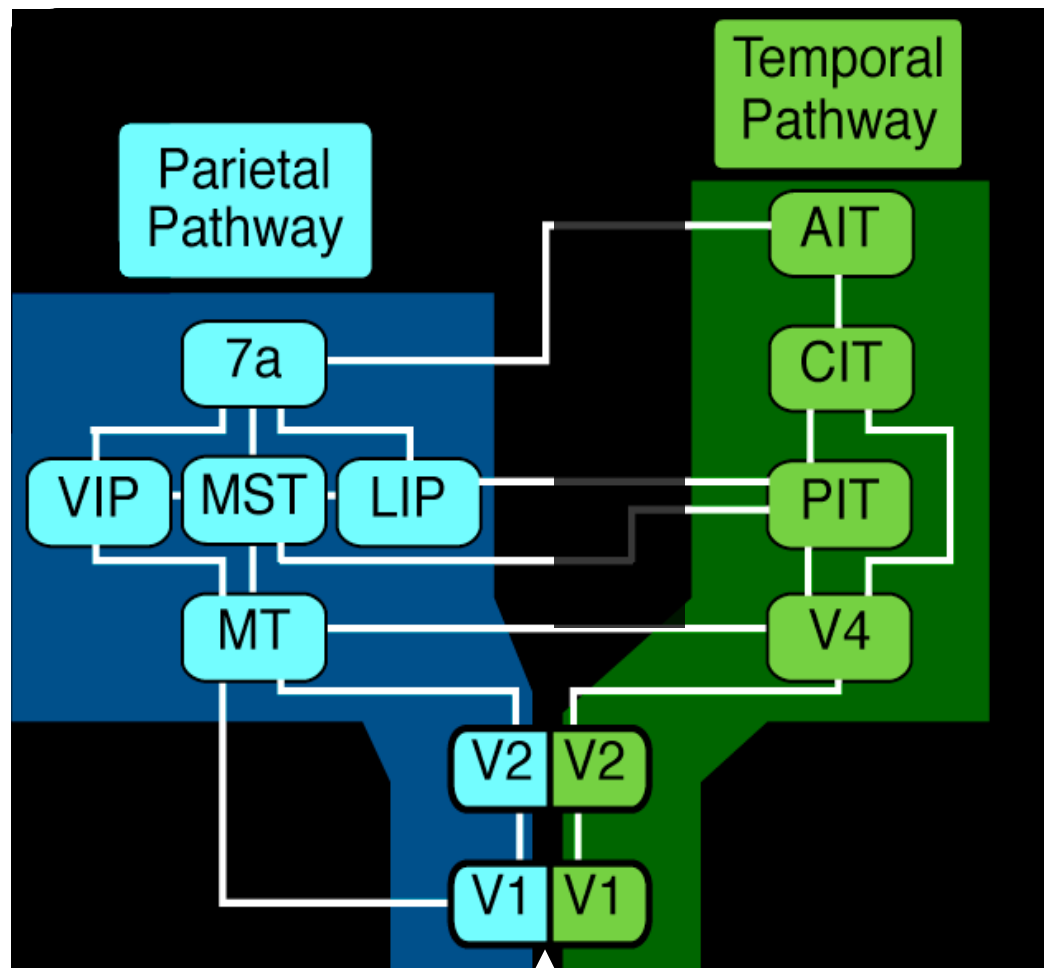 Temporal
Pathway
Parietal
Pathway
AIT
7a
CIT
VIP MST LIP PIT
MT V4
V2 V2
V1 V1